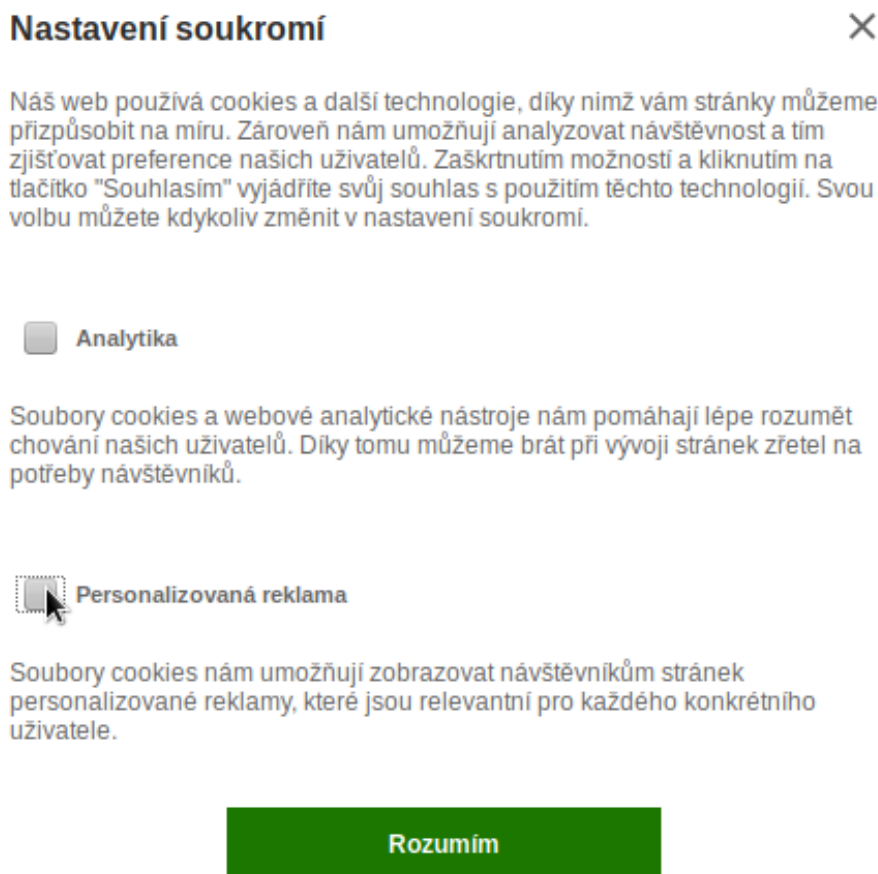 Nastavení soukromí
Náš web používá cookies a další technologie, díky nimž vám stránky můžeme
přizpůsobit na míru. Zároveň nám umožňují analyzovat návštěvnost a tím
zjišťovat preference našich uživatelů. Zaškrtnutím možností a kliknutím na
tlačítko "Souhlasím" vyjádříte svůj souhlas s použitím těchto technologií. Svou
volbu můžete kdykoliv změnit v nastavení soukromí.
Analytika
Soubory cookies a webové analytické nástroje nám pomáhají lépe rozumět
chování našich uživatelů. Díky tomu můžeme brát při vývoji stránek zřetel na
potřeby návštěvníků.
Personalizovaná reklama
Soubory cookies nám umožňují zobrazovat návštěvníkům stránek
personalizované reklamy, které jsou relevantní pro každého konkrétního
uživatele.
Rozumím